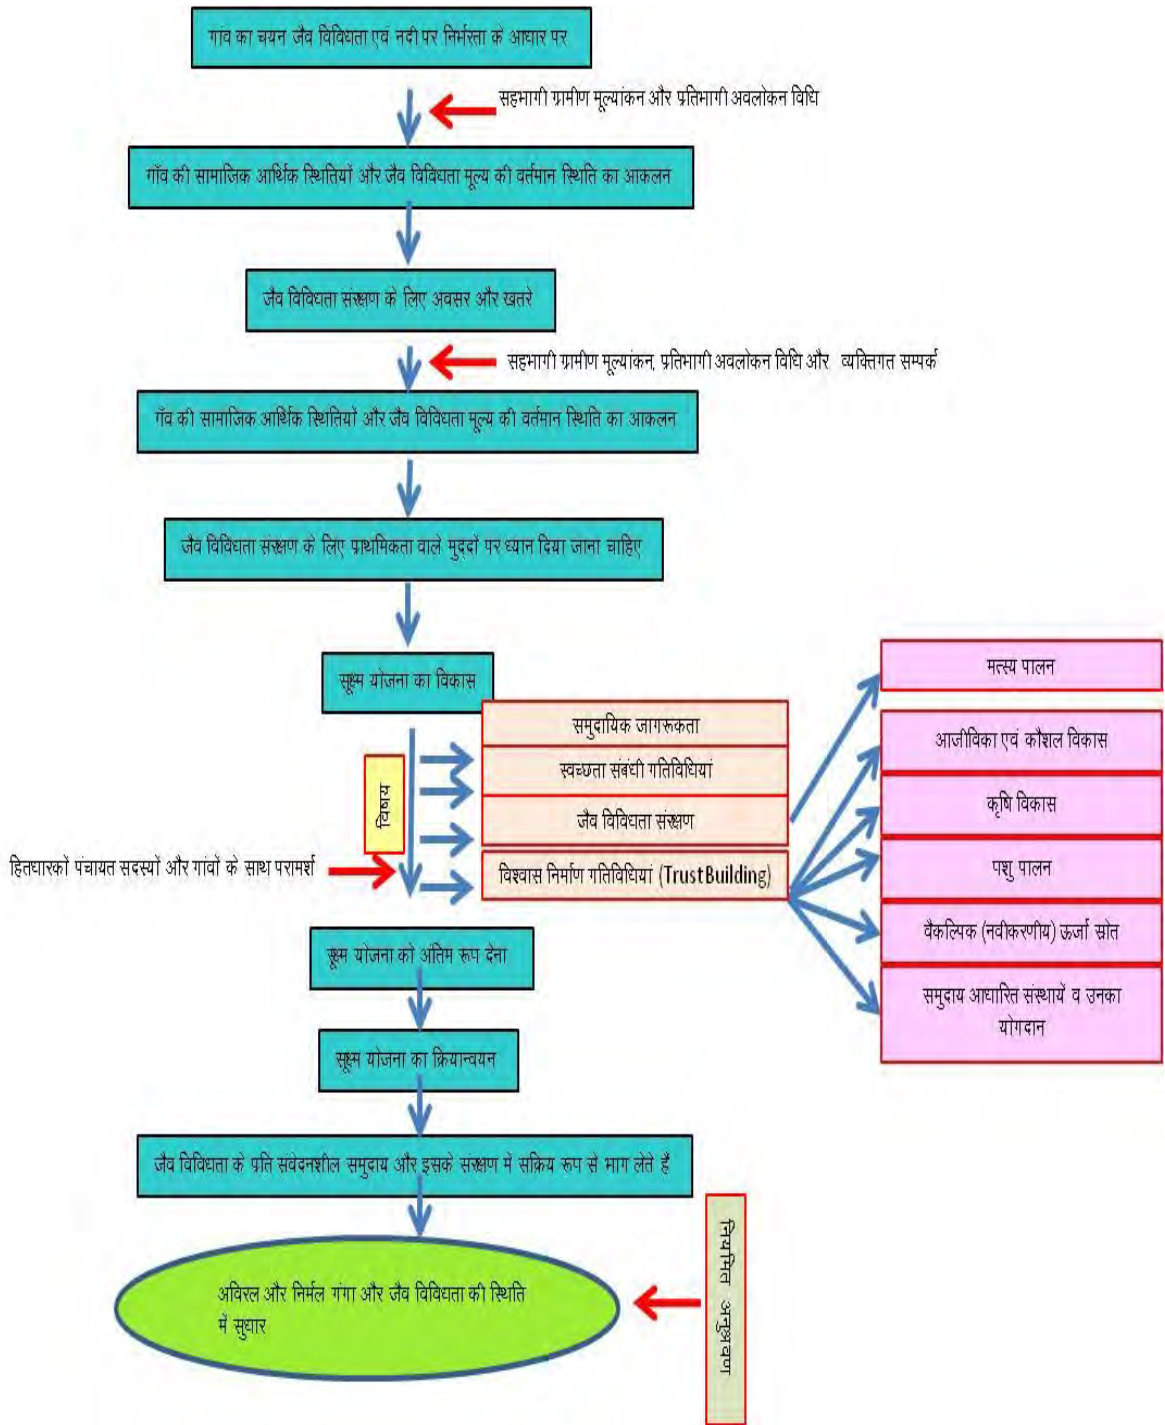 गांव का चयन जैव विविधता एवं नदी पर निर्भरता के आधार पर
सहभागी ग्रामीण मूल्यांकन और प्रतिभागी अवलोकन विधि
गाँव की सामाजिक आर्थिक स्थितियों और जैव विविधता मूल्य की वर्तमान स्थिति का आकलन
जैव विविधता संरक्षण के लिए अवसर और खतरे
सहभागी ग्रामीण मूल्यांकन, प्रतिभागी अवलोकन विधि और व्यक्तिगत सम्पर्क
गँव की सामाजिक आर्थिक स्थितियों और जैव विविधता मूल्य की वर्तमान स्थिति का आकलन
जैव विविधता संरक्षण के लिए प्राथमिकता वाले मुद्दों पर ध्यान दिया जाना चाहिए
सूक्ष्म योजना का विकास
विषय
समुदायिक जागरूकता
स्वच्छता संबंधी गतिविधियां
जैव विविधता संरक्षण
विश्वास निर्माण गतिविधियां (TrustBuilding)
मत्स्य पालन
आजीविका एवं कौशल विकास
कृषि विकास
पशु पालन
वैकल्पिक (नवीकरणीय) ऊर्जा स्रोत
समुदाय आधारित संस्थायें व उनका
योगदान
हितधारकों पंचायत सदस्यों और गांवों के साथ परामर्श
सूक्ष्म योजना को अंतिम रूप देना
सूक्ष्म योजना का क्रियान्वयन
जैव विविधता के प्रति संवेदनशील समुदाय और इसके संरक्षण में सक्रिय रूप से भाग लेते हैं
नियमित अनुश्रवण
अविरल और निर्मल गंगा और जैव विविधता की स्थिति
में सुधार